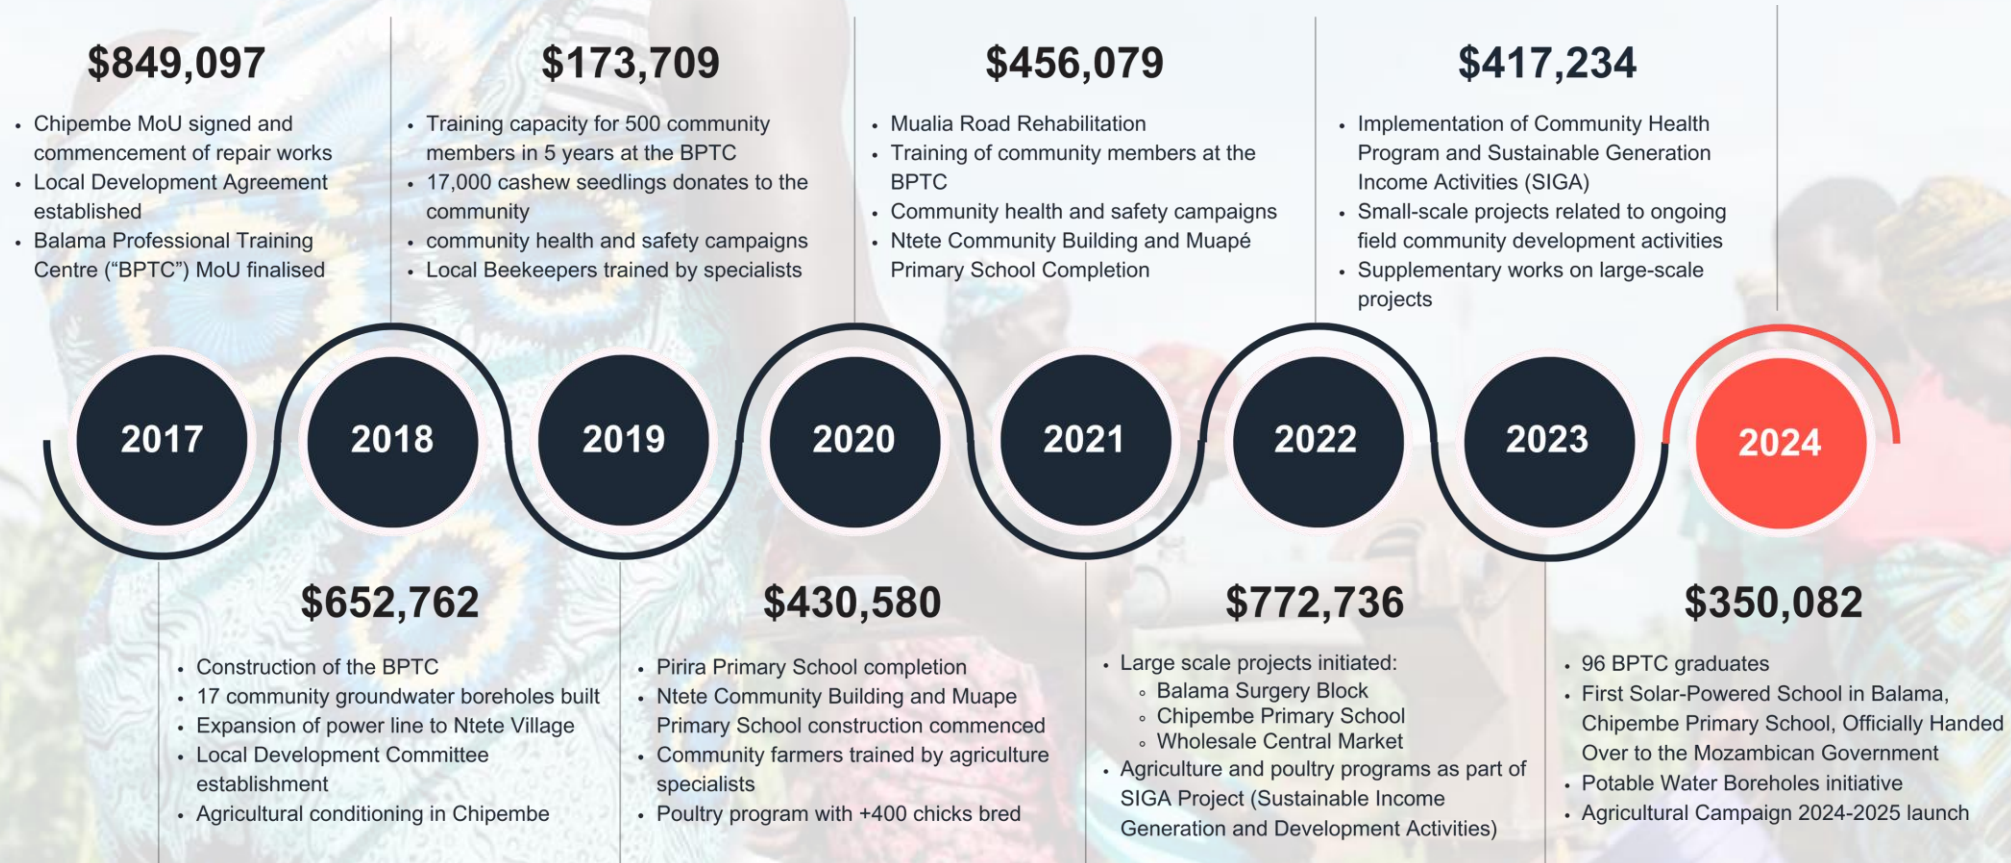 $849,097
• Chipembe MoU signed and
commencement of repair works
• Local Development Agreement
established
• Balama Professional Training
Centre (“BPTC”) MoU finalised
$173,709
• Training capacity for 500 community
members in 5 years at the BPTC
• 17,000 cashew seedlings donates to the
community
• community health and safety campaigns
• Local Beekeepers trained by specialists
$456,079
• Mualia Road Rehabilitation
• Training of community members at the
BPTC
• Community health and safety campaigns
• Ntete Community Building and Muapé
Primary School Completion
$417,234
• Implementation of Community Health
Program and Sustainable Generation
Income Activities (SIGA)
• Small-scale projects related to ongoing
field community development activities
• Supplementary works on large-scale
projects
2017
2018
2019
2020
2021
2022
2023
2024
$652,762
• Construction of the BPTC
• 17 community groundwater boreholes built
• Expansion of power line to Ntete Village
• Local Development Committee
establishment
• Agricultural conditioning in Chipembe
$430,580
• Pirira Primary School completion
• Ntete Community Building and Muape
Primary School construction commenced
• Community farmers trained by agriculture
specialists
• Poultry program with +400 chicks bred
$772,736
• Large scale projects initiated:
◦ Balama Surgery Block
◦ Chipembe Primary School
◦ Wholesale Central Market
• Agriculture and poultry programs as part of
SIGA Project (Sustainable Income
Generation and Development Activities)
$350,082
• 96 BPTC graduates
• First Solar-Powered School in Balama,
Chipembe Primary School, Officially Handed
Over to the Mozambican Government
• Potable Water Boreholes initiative
• Agricultural Campaign 2024-2025 launch